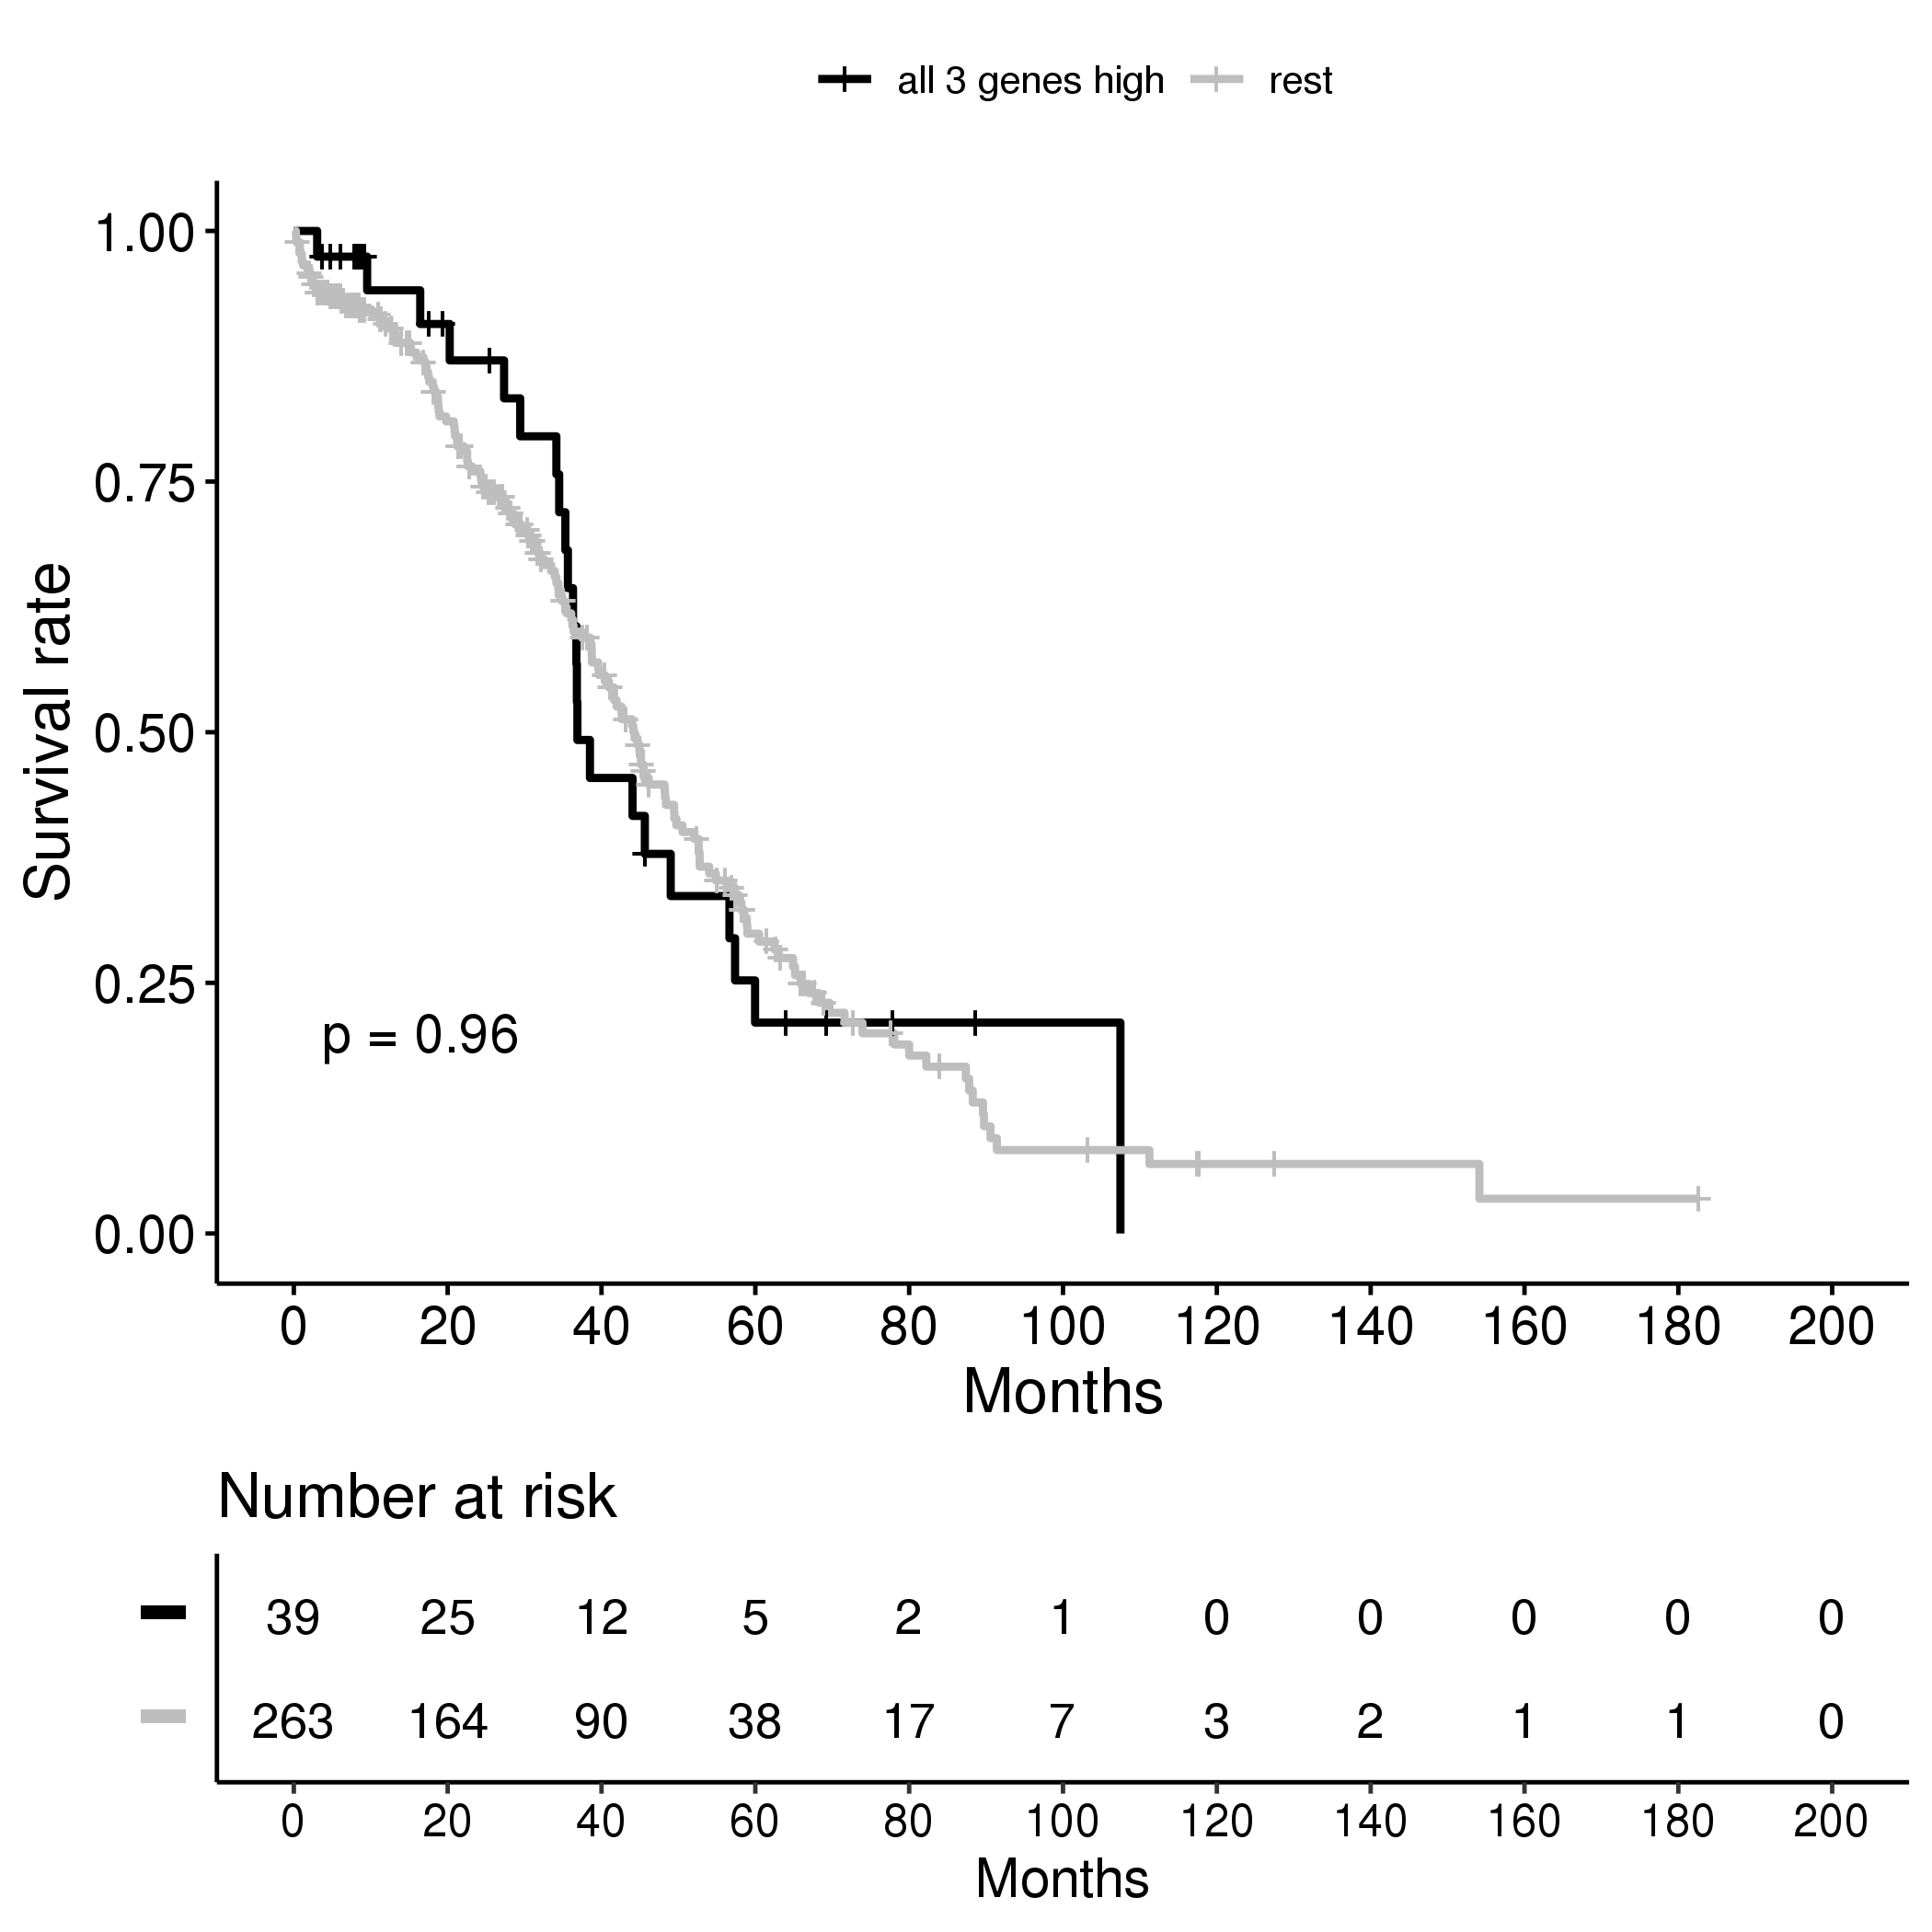 all 3 genes high rest
1.00
0.75
0.50
0.25
0.00
Survival rate
p = 0.96
0 20 40 60 80 100 120 140 160 180 200
Months
Number at risk
39 25 12 5 2 1 0 0 0 0 0
263 164 90 38 17 7 3 2 1 1 0
0 20 40 60 80 100 120 140 160 180 200
Months